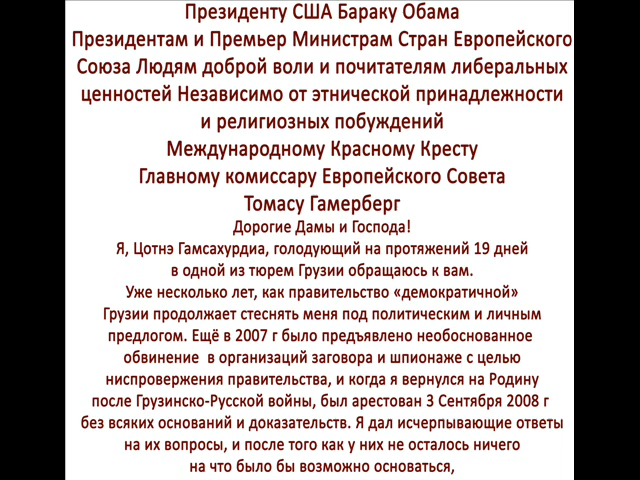 Президенту США Бараку Обама
Президентам и Премьер Министрам Стран Европейского
Союза Людям доброй воли и почитателям либеральных
ценностей Независимо от этнической принадлежности
и религиозных побуждений
Международному Красному Кресту
Главному комиссару Европейского Совета
Томасу Гамерберг
Дорогие Дамы и Господа!
Я, Цотнэ Гамсахурдиа, голодующий на протяжений 19 дней
в одной из тюрем Грузии обращаюсь к вам.
Уже несколько лет, как правительство «демократичной»
Грузии продолжает стеснять меня под политическим и личным
предлогом. Ещё в 2007 г было предъявлено необоснованное
обвинение в организаций заговора и шпионаже с целью
ниспровержения правительства, и когда я вернулся на Родину
после Грузинско-Русской войны, был арестован 3 Сентября 2008 г
без всяких оснований и доказательств. Я дал исчерпывающие ответы
на их вопросы, и после того как у них не осталось ничего
на что было бы возможно основаться,